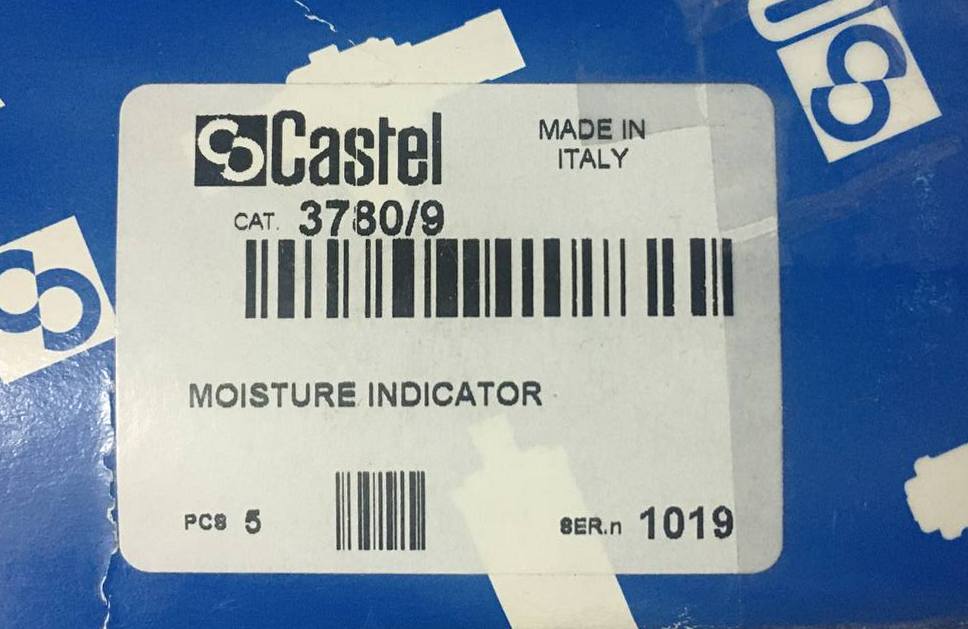 Castel
MADE IN
ITALY
CAT. 3780/9
MOISTURE INDICATOR
PCS 5
SER.n 1019